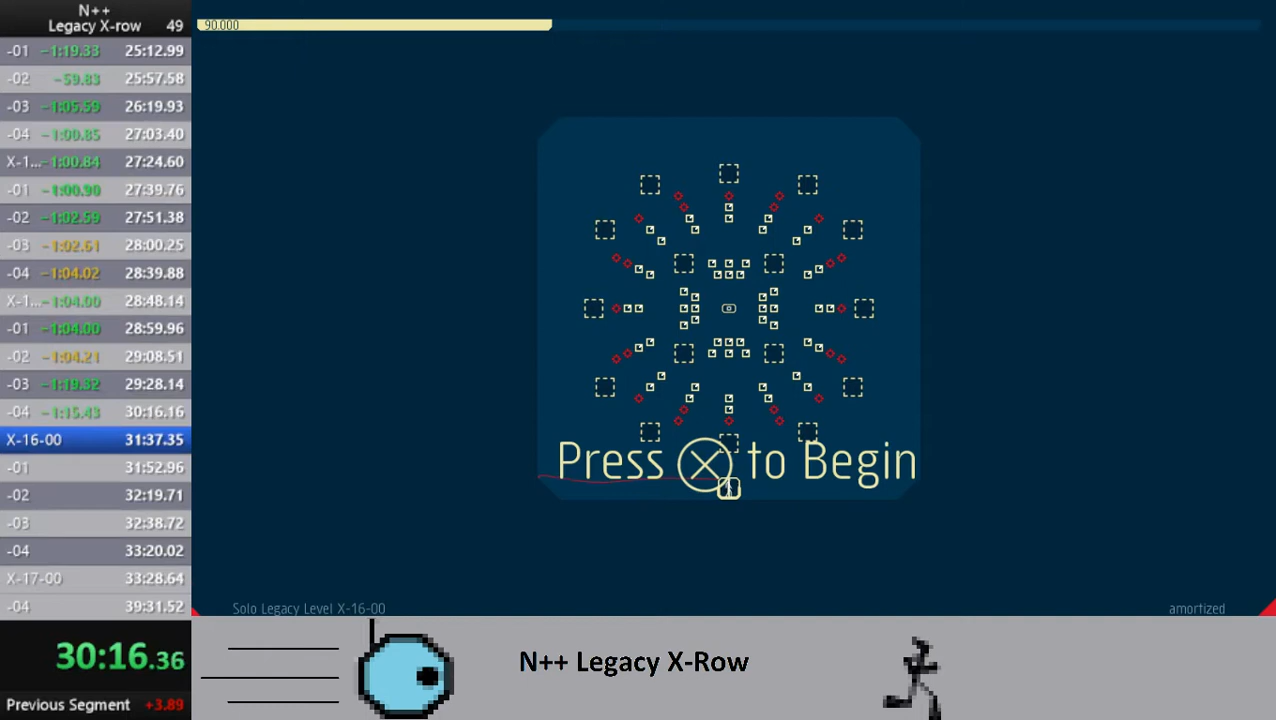 N++
Legacy X-row 49
-01 -1:19.33 25:12.99
-02 -59.83 25:57.58
-03 -1:05.59 26:19.93
-04 -1:00.85 27:03.40
X-1... -1:00.84 27:24.60
-01 -1:00.90 27:39.76
-02 -1:02.59 27:51.38
-03 -1:02.61 28:00.25
-04 -1:04.02 28:39.88
X-1... -1:04.00 28:48.14
-01 -1:04.00 28:59.96
-02 -1:04.21 29:08.51
-03 -1:19.32 29:28.14
-04 -1:15.43 30:16.16
X-16-00 31:37.35
-01 31:52.96
-02 32:19.71
-03 32:38.72
-04 33:20.02
X-17-00 33:28.64
-04 39:31.52
30:16.36
Previous Segment +3.89
90.000
Press X to Begin
Solo Legacy Level X-16-00
amortized
N++ Legacy X-Row